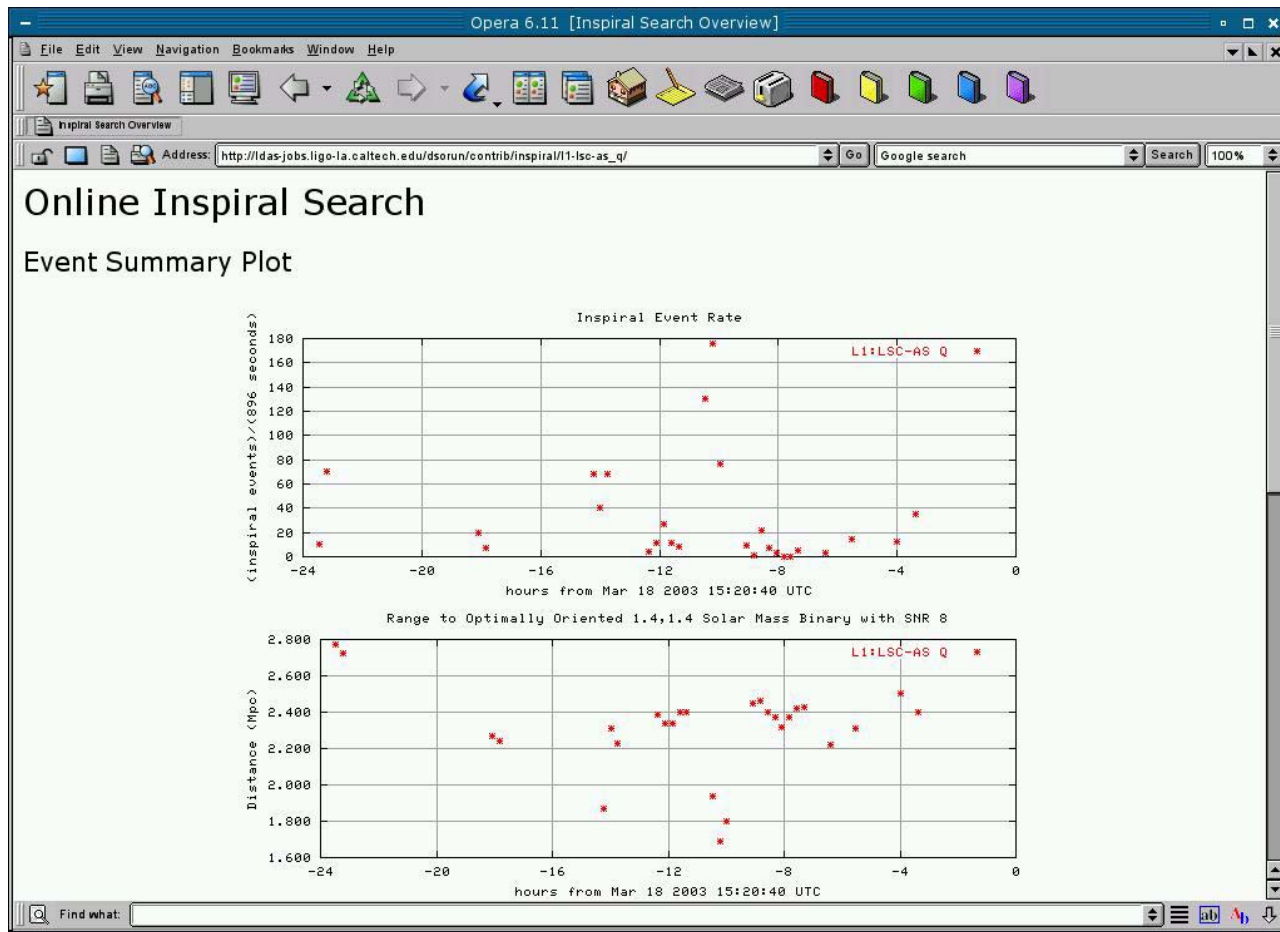 Opera 6.11 [Inspiral Search Overview]
File Edit View Navigation Bookmarks Window Help
Inspiral Search Overview
Address: http://ldas-jobs.ligo-la.caltech.edu/dsorun/contrib/inspiral/l1-lsc-as_q/ Go Google search Search 100%
Online Inspiral Search
Event Summary Plot
Inspiral Event Rate
(inspiral events)/(896 seconds)
180
160
140
120
100
80
60
40
20
0
L1:LSC-AS Q
-24 -20 -16 -12 -8 -4 0
hours from Mar 18 2003 15:20:40 UTC
Range to Optimally Oriented 1.4,1.4 Solar Mass Binary with SNR 8
Distance (Mpc)
2.800
2.600
2.400
2.200
2.000
1.800
1.600
L1:LSC-AS Q
-24 -20 -16 -12 -8 -4 0
hours from Mar 18 2003 15:20:40 UTC
Find what:
ab